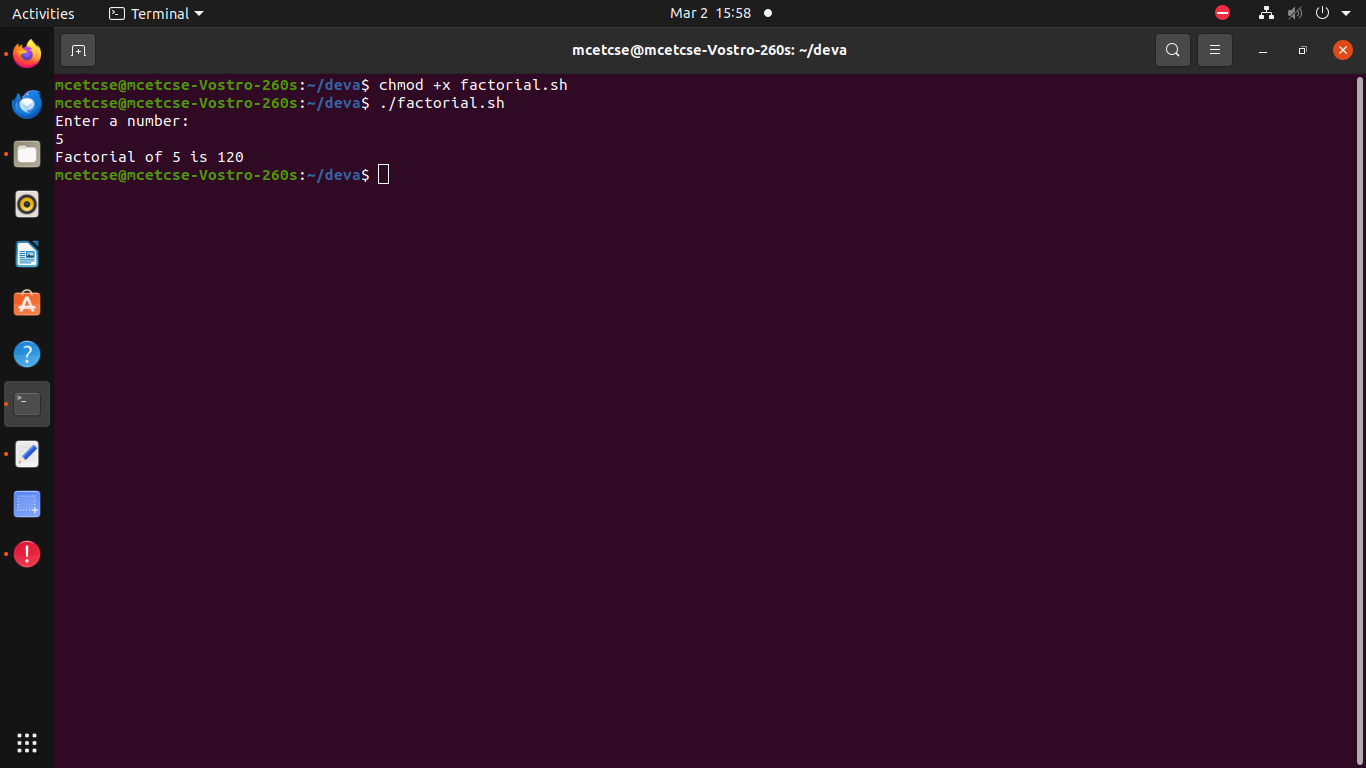 Activities
Terminal
Mar 2 15:58
mcetcse@mcetcse-Vostro-260s: ~/deva
mcetcse@mcetcse-Vostro-260s:~/deva$ chmod +x factorial.sh
mcetcse@mcetcse-Vostro-260s:~/deva$ ./factorial.sh
Enter a number:
5
Factorial of 5 is 120
mcetcse@mcetcse-Vostro-260s:~/deva$